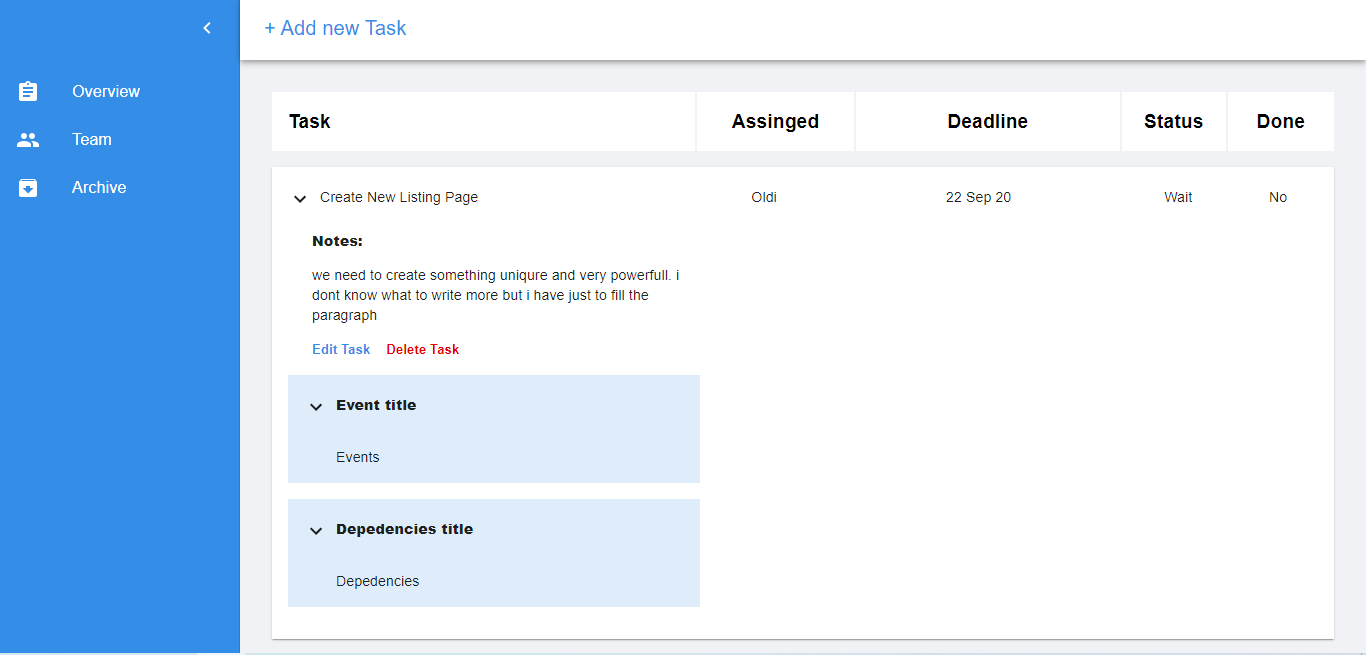 + Add new Task
Overview
Team
Archive
Task Assinged Deadline Status Done
Create New Listing Page Oldi 22 Sep 20 Wait No
Notes:
we need to create something uniqure and very powerfull. i
dont know what to write more but i have just to fill the
paragraph
Edit Task Delete Task
Event title
Events
Depedencies title
Depedencies